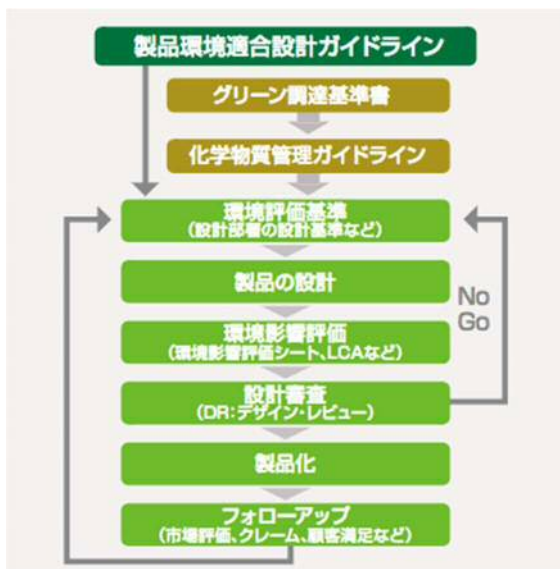 製品環境適合設計ガイドライン
グリーン調達基準書
化学物質管理ガイドライン
環境評価基準
(設計部署の設計基準など)
製品の設計
環境影響評価
(環境影響評価シート、LCAなど)
No
Go
設計審査
(DR:デザイン・レビュー)
製品化
フォローアップ
(市場評価、クレーム、顧客満足など)